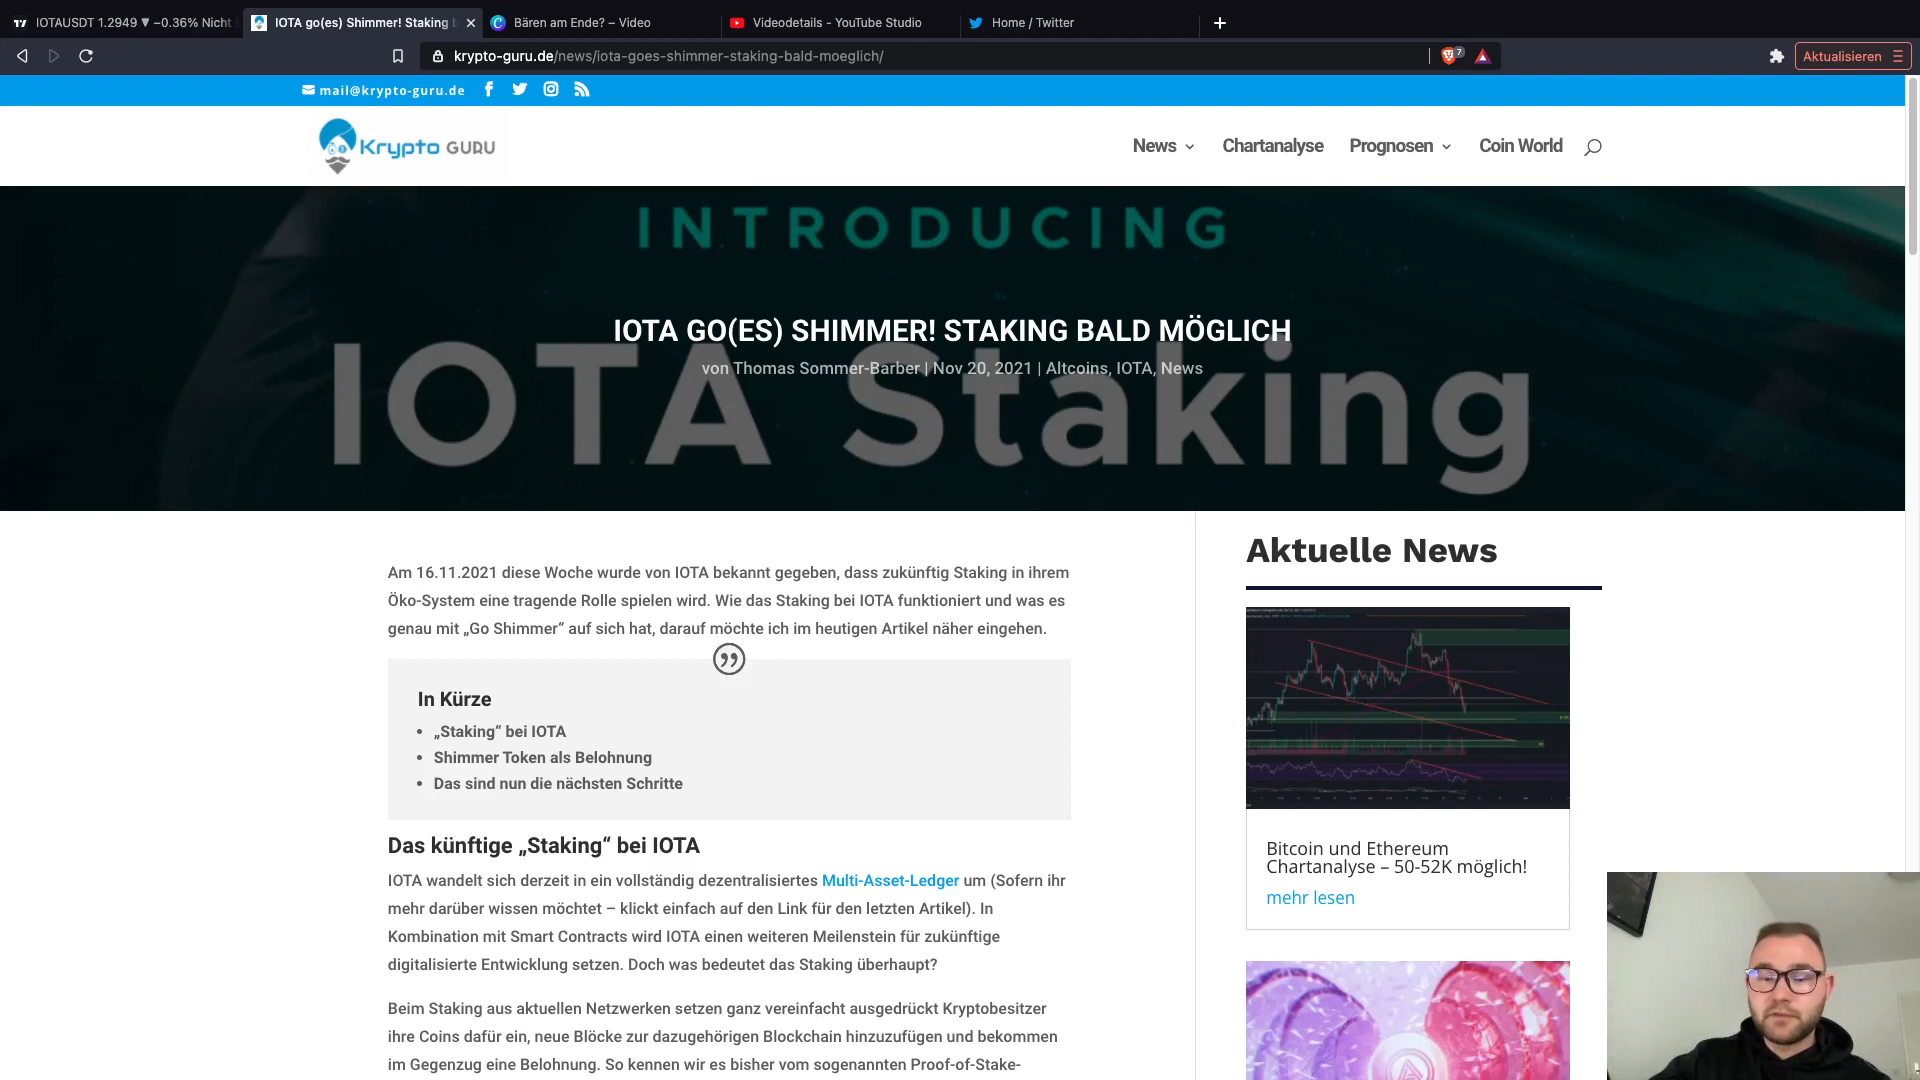 IOTAUSDT 1.2949 ▼ −0.36% Nicht
IOTA go(es) Shimmer! Staking b
Bären am Ende? – Video
Videodetails - YouTube Studio
Home / Twitter
krypto-guru.de/news/iota-goes-shimmer-staking-bald-moeglich/
7
Aktualisieren
mail@krypto-guru.de
Krypto GURU
News
Chartanalyse
Prognosen
Coin World
INTRODUCING
IOTA Staking
IOTA GO(ES) SHIMMER! STAKING BALD MÖGLICH
von Thomas Sommer-Barber | Nov 20, 2021 | Altcoins, IOTA, News
Am 16.11.2021 diese Woche wurde von IOTA bekannt gegeben, dass zukünftig Staking in ihrem
Öko-System eine tragende Rolle spielen wird. Wie das Staking bei IOTA funktioniert und was es
genau mit „Go Shimmer“ auf sich hat, darauf möchte ich im heutigen Artikel näher eingehen.
In Kürze
• „Staking“ bei IOTA
• Shimmer Token als Belohnung
• Das sind nun die nächsten Schritte
Das künftige „Staking“ bei IOTA
IOTA wandelt sich derzeit in ein vollständig dezentralisiertes Multi-Asset-Ledger um (Sofern ihr
mehr darüber wissen möchtet – klickt einfach auf den Link für den letzten Artikel). In
Kombination mit Smart Contracts wird IOTA einen weiteren Meilenstein für zukünftige
digitalisierte Entwicklung setzen. Doch was bedeutet das Staking überhaupt?
Beim Staking aus aktuellen Netzwerken setzen ganz vereinfacht ausgedrückt Kryptobesitzer
ihre Coins dafür ein, neue Blöcke zur dazugehörigen Blockchain hinzuzufügen und bekommen
im Gegenzug eine Belohnung. So kennen wir es bisher vom sogenannten Proof-of-Stake-
Aktuelle News
Bitcoin und Ethereum
Chartanalyse – 50-52K möglich!
mehr lesen